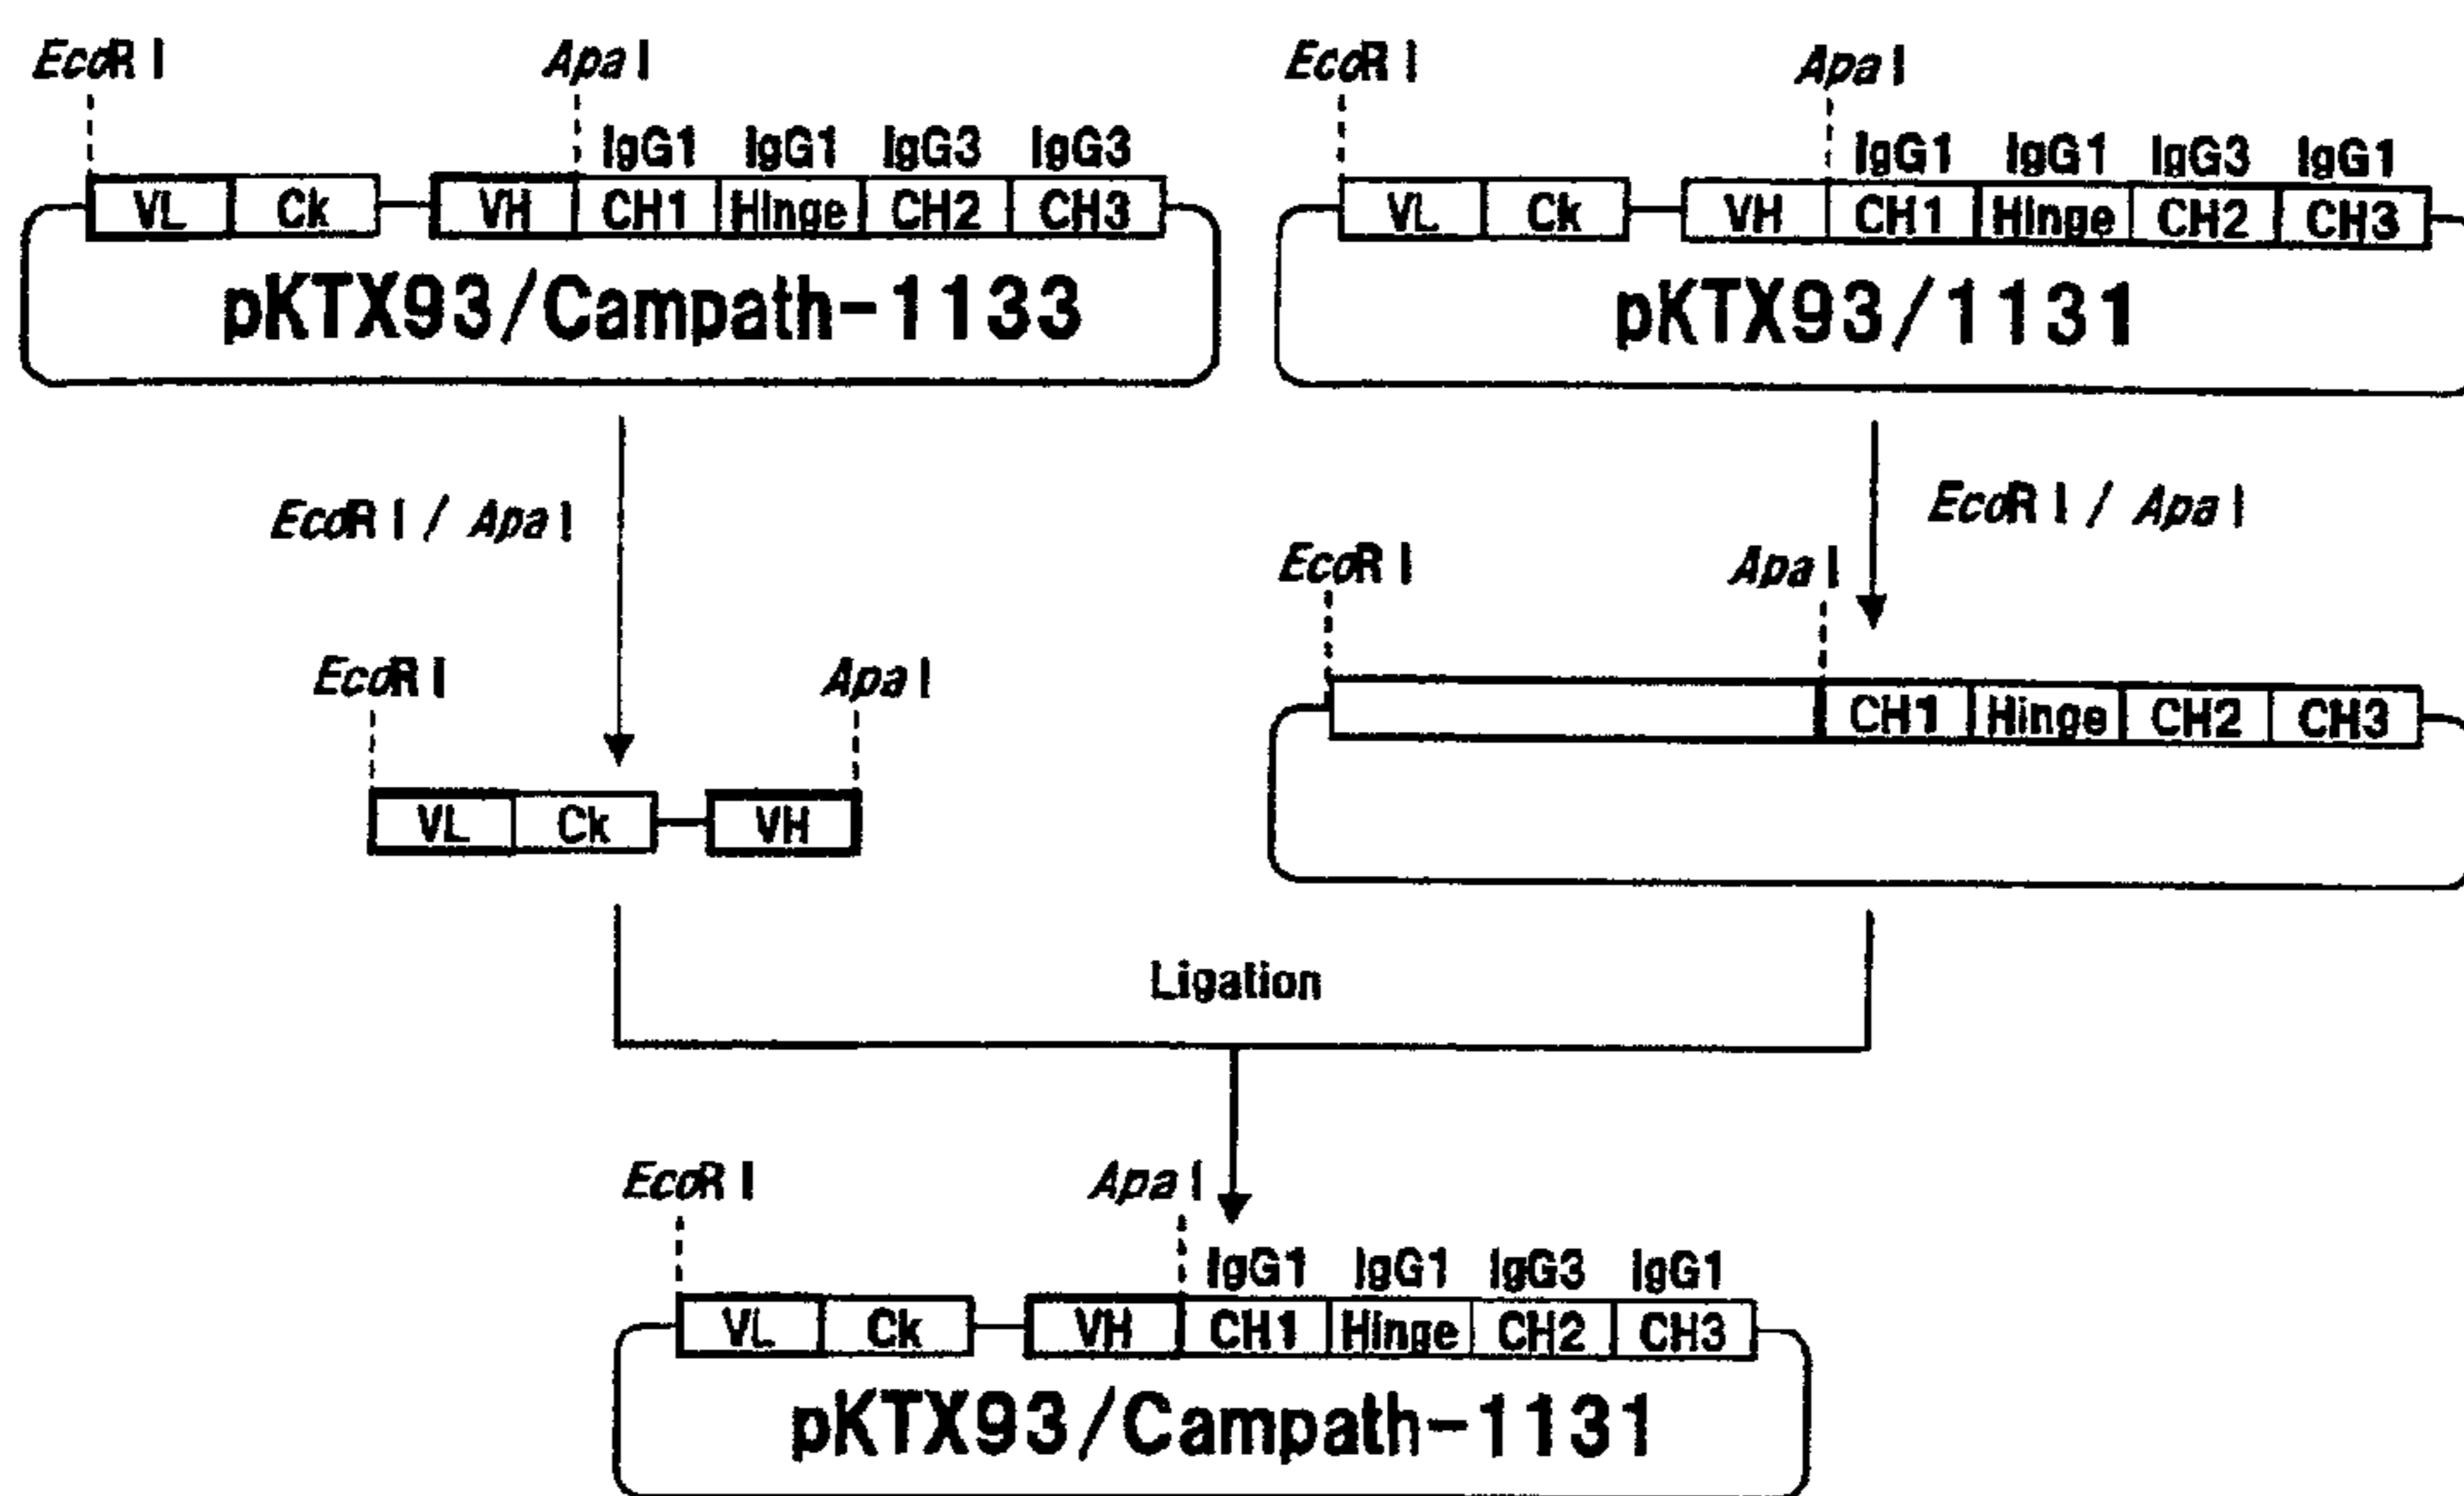 EcoR I Apa I EcoR I Apa I
IgG1 IgG1 IgG3 IgG3 IgG1 IgG1 IgG3 IgG1
VL Ck VH CH1 Hinge CH2 CH3 VL Ck VH CH1 Hinge CH2 CH3
pKTX93/Campath-1133 pKTX93/1131
EcoR I / Apa I EcoR I / Apa I
EcoR I Apa I
EcoR I Apa I
CH1 Hinge CH2 CH3
VL Ck VH
Ligation
EcoR I Apa I
IgG1 IgG1 IgG3 IgG1
VL Ck VH CH1 Hinge CH2 CH3
pKTX93/Campath-1131